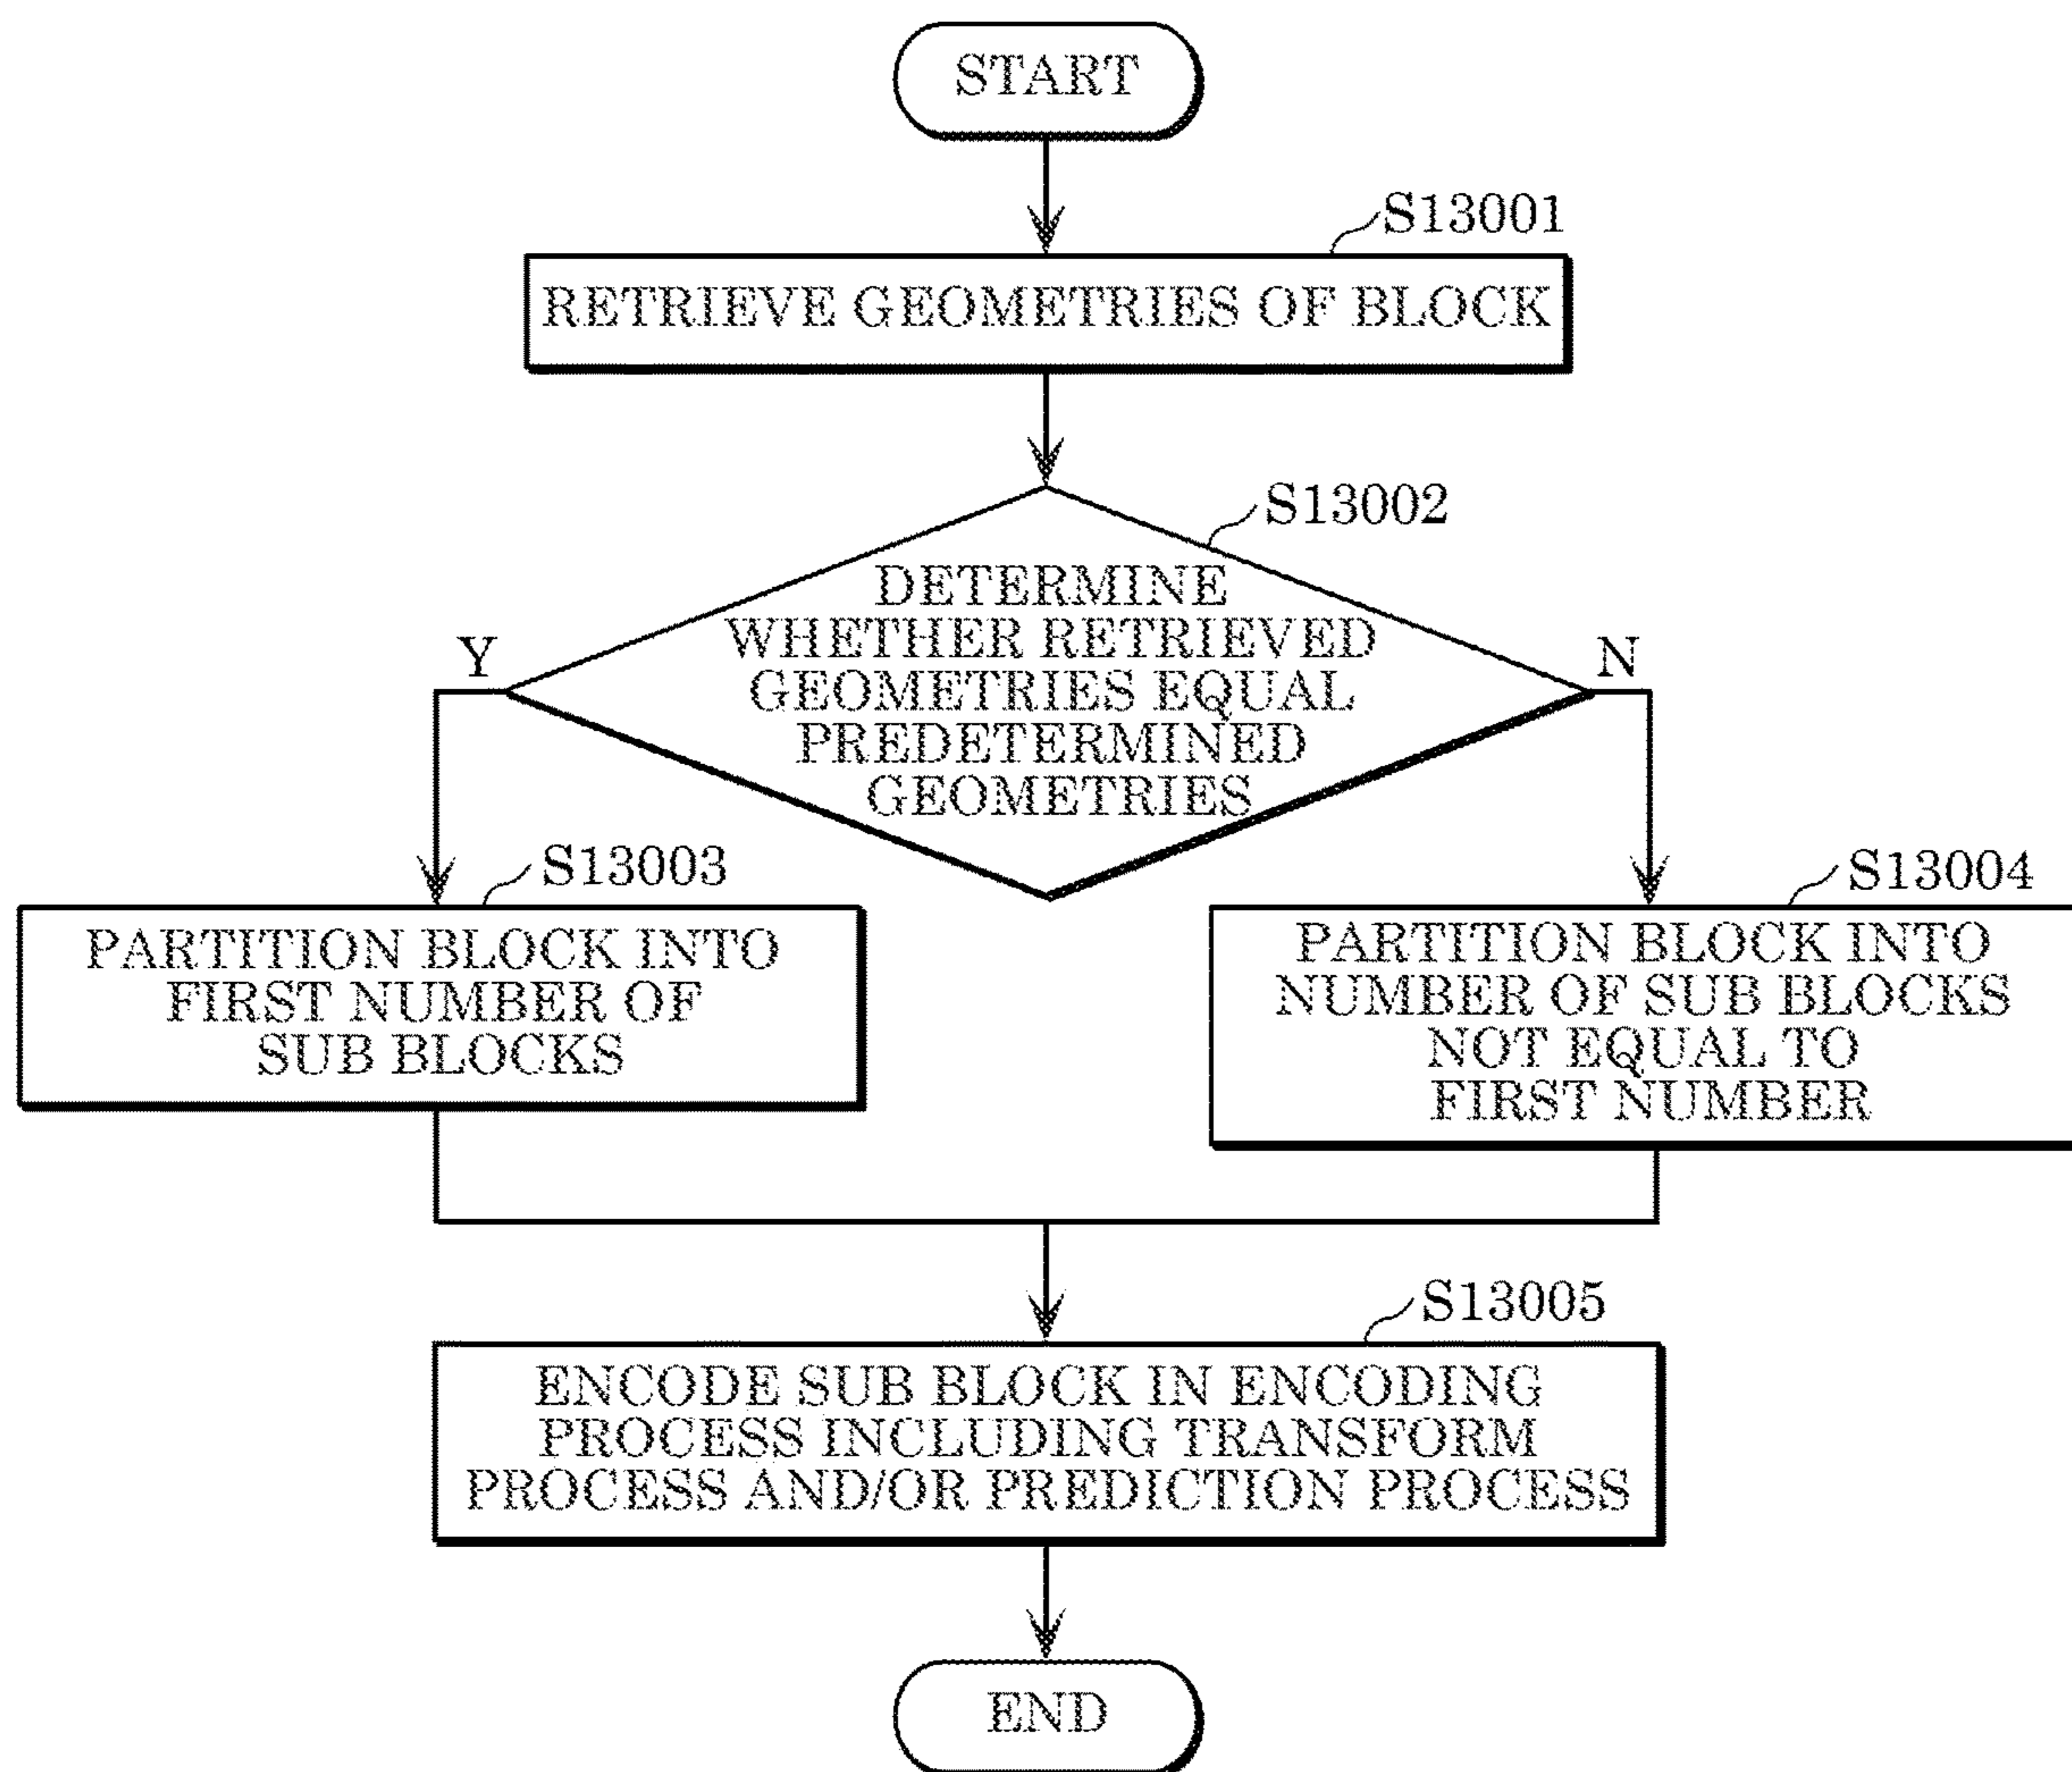 START
S13001
RETRIEVE GEOMETRIES OF BLOCK
S13002
DETERMINE
WHETHER RETRIEVED
GEOMETRIES EQUAL
PREDETERMINED
GEOMETRIES
Y
N
S13003
PARTITION BLOCK INTO
FIRST NUMBER OF
SUB BLOCKS
S13004
PARTITION BLOCK INTO
NUMBER OF SUB BLOCKS
NOT EQUAL TO
FIRST NUMBER
S13005
ENCODE SUB BLOCK IN ENCODING
PROCESS INCLUDING TRANSFORM
PROCESS AND/OR PREDICTION PROCESS
END